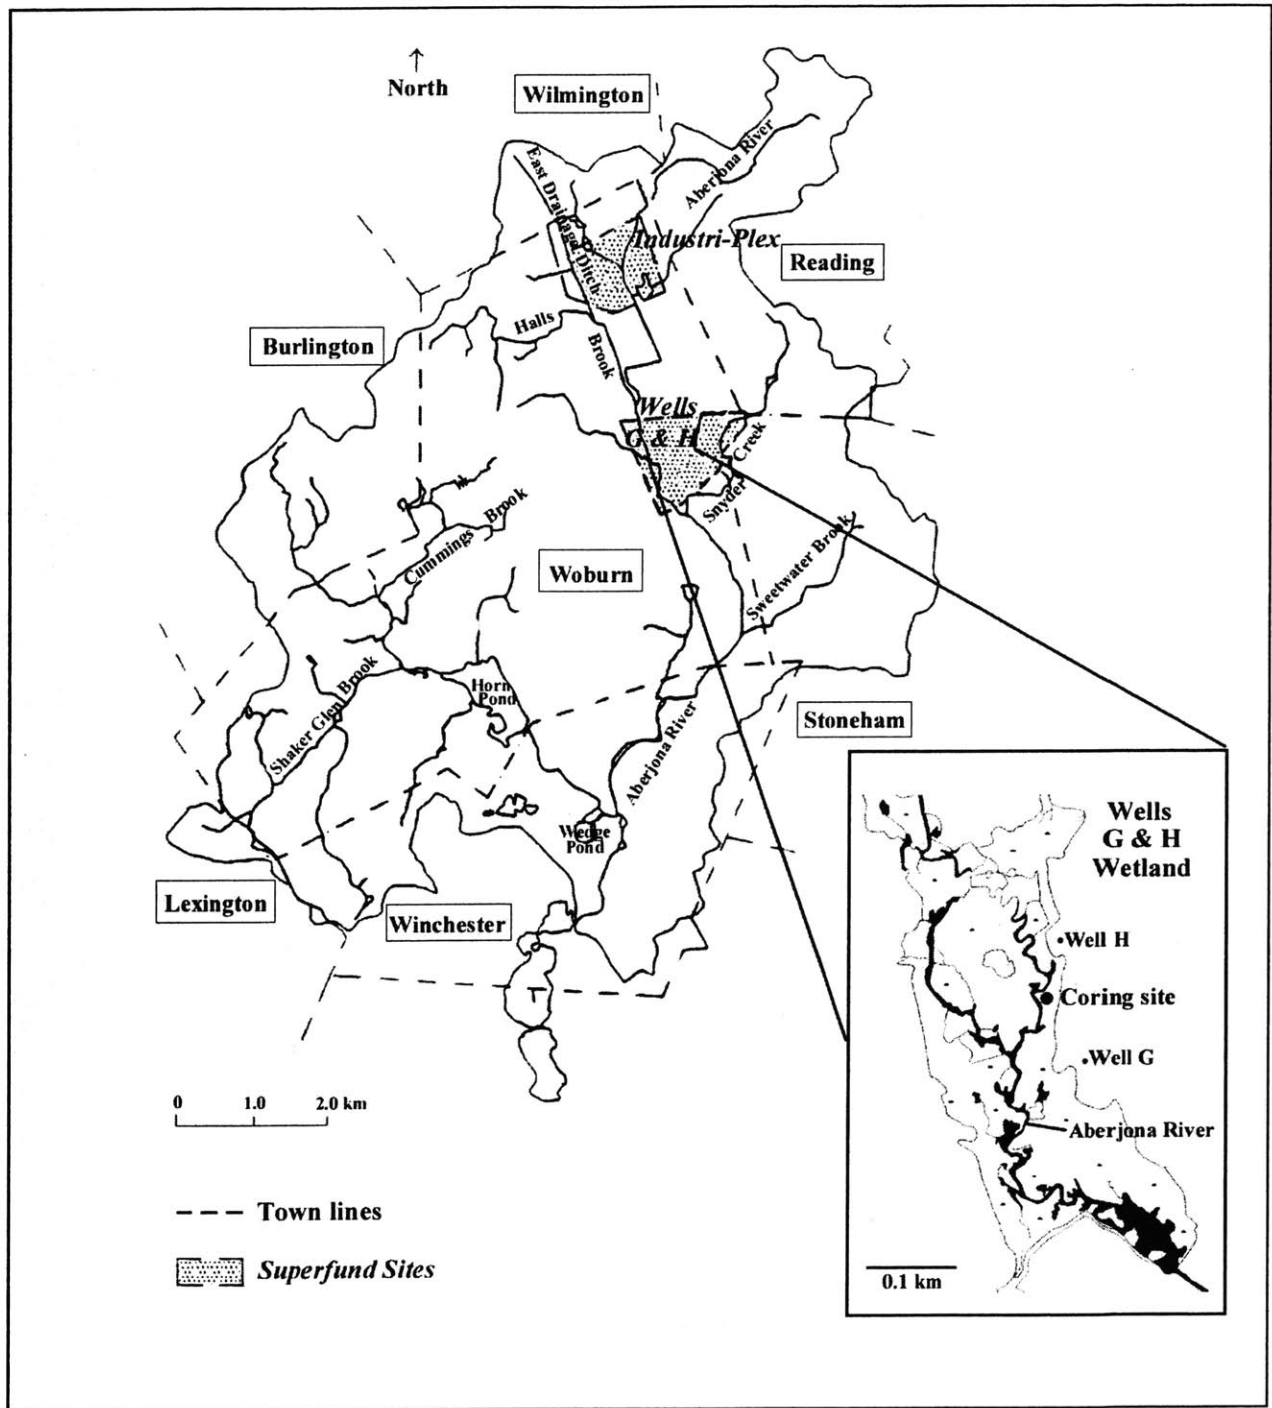 North
Wilmington
East Drainage Ditch
Aberjona River
Industri-Plex
Reading
Halls
Brook
Burlington
Wells
G & H
Creek
Snyder
Cummings Brook
Woburn
Sweetwater Brook
Horn
Pond
Shaker Glen Brook
Stoneham
Aberjona River
Wedge
Pond
Lexington
Winchester
0 1.0 2.0 km
Town lines
Superfund Sites
Wells
G & H
Wetland
Well H
Coring site
Well G
Aberjona River
0.1 km